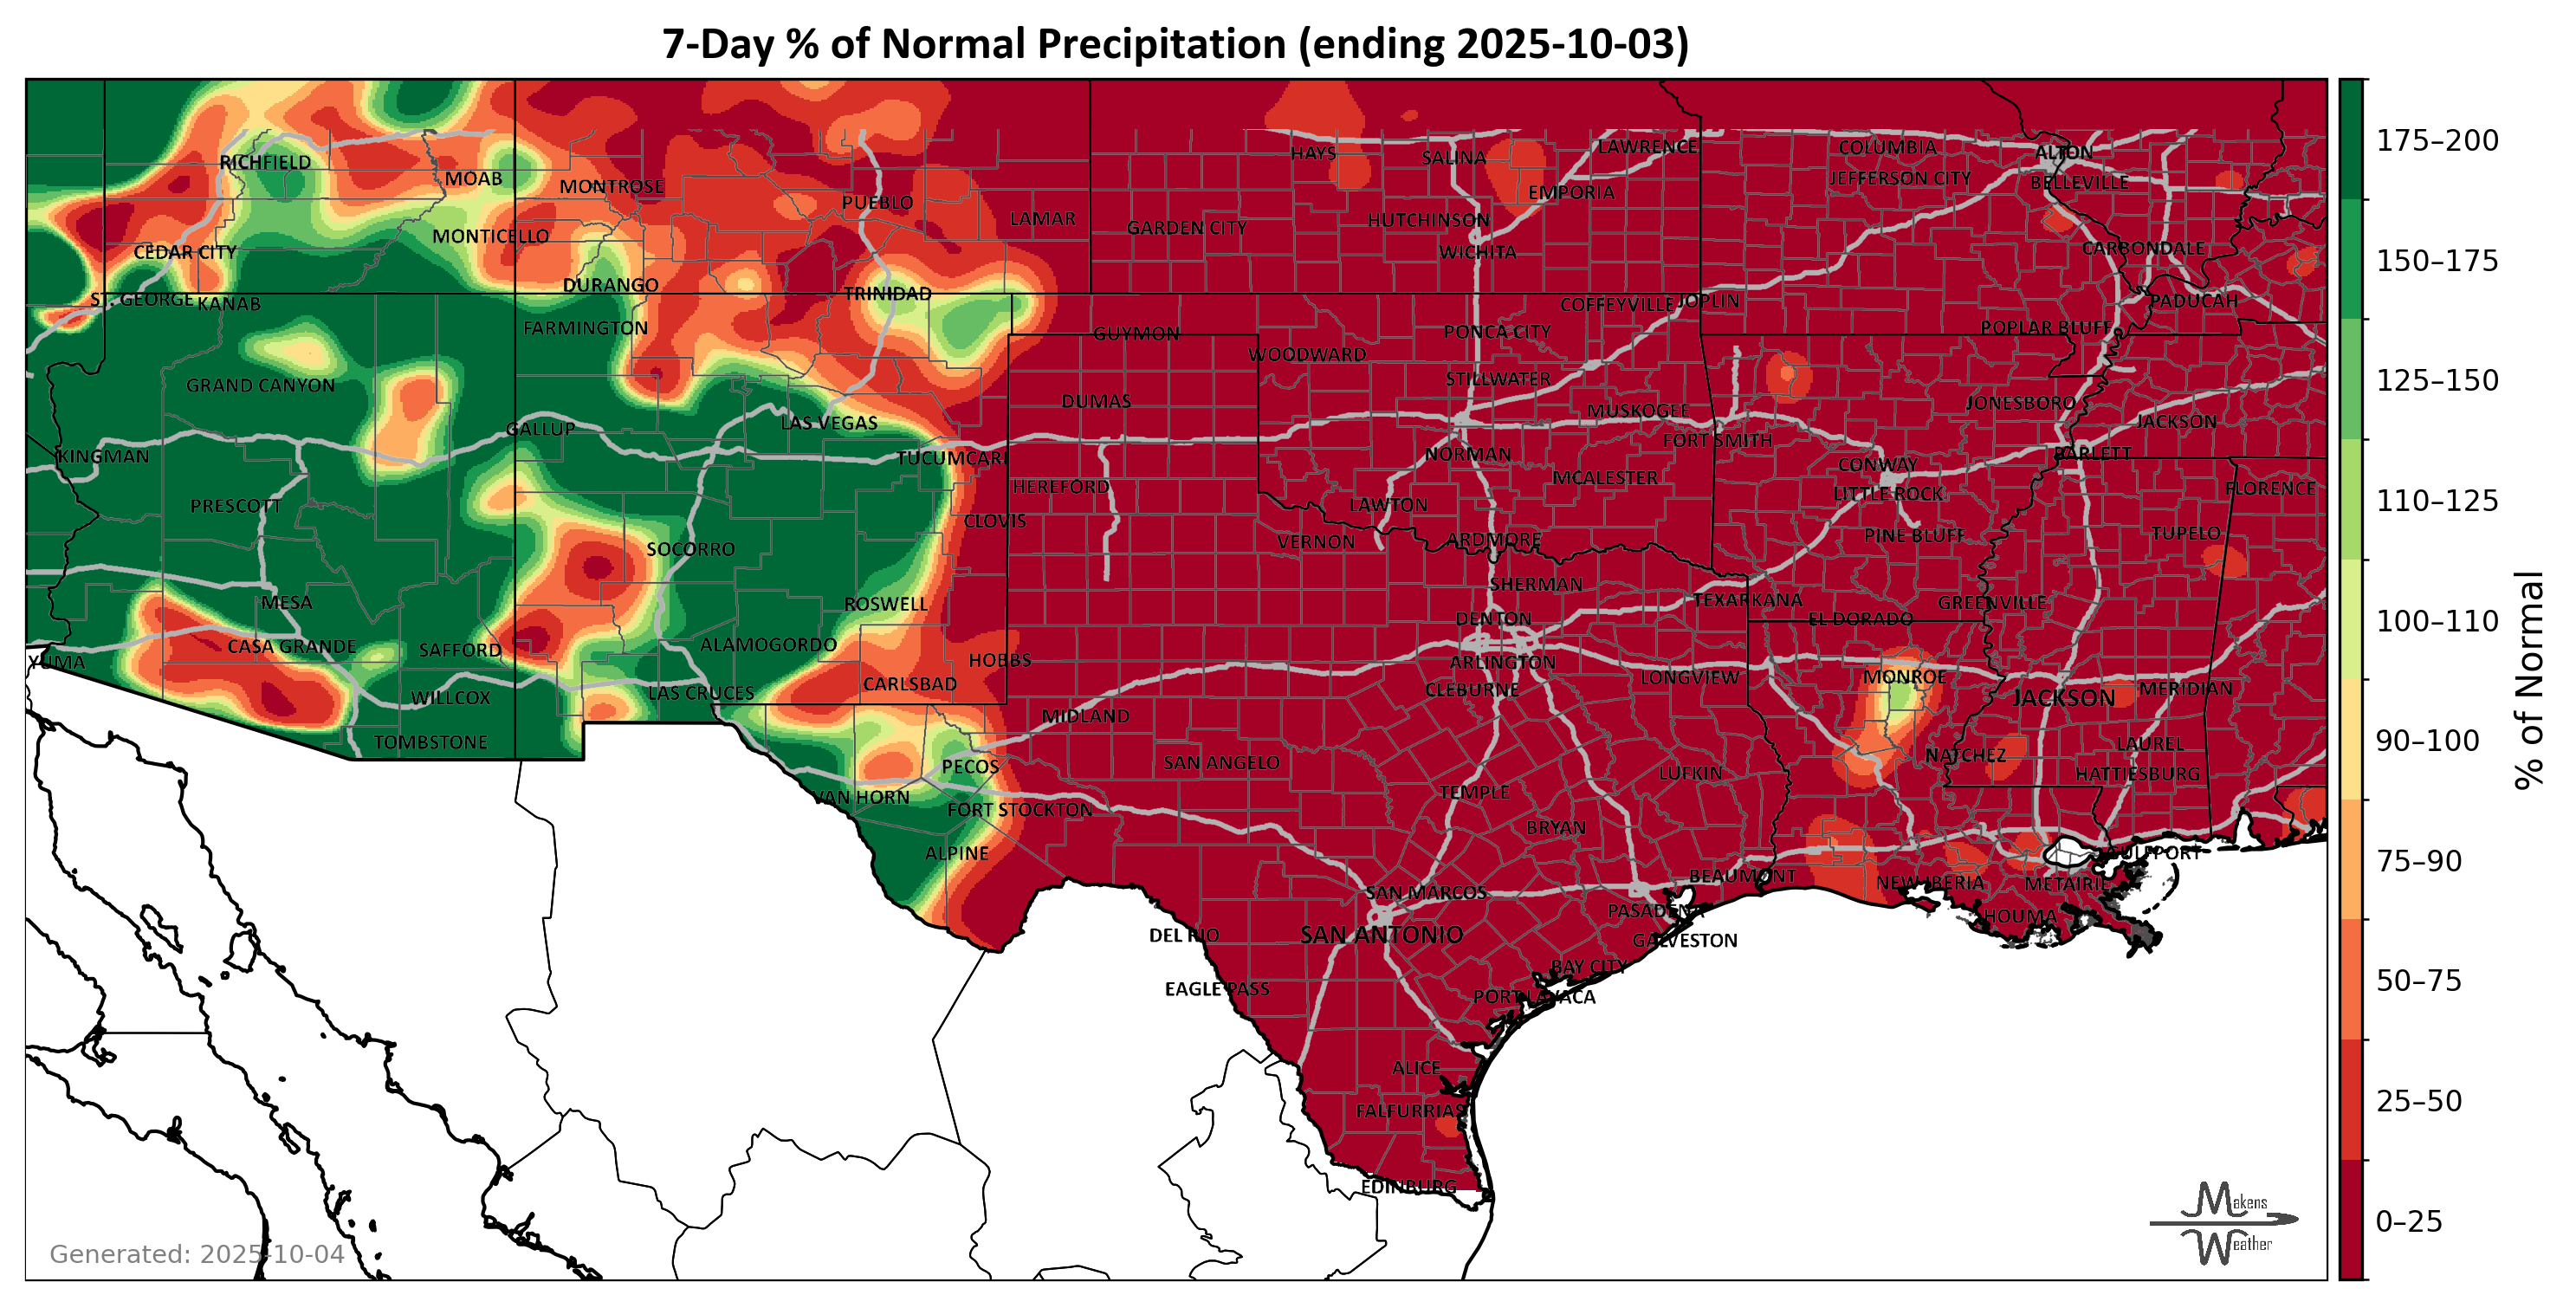 7-Day % of Normal Precipitation (ending 2025-10-03)
RICHFIELD
MOAB
MONTROSE
PUEBLO
LAMAR
HAYS
SALINA
LAWRENCE
COLUMBIA
ALTON
GARDEN CITY
HUTCHINSON
EMPORIA
JEFFERSON CITY
BELLEVILLE
CEDAR CITY
MONTICELLO
WICHITA
CARBONDALE
ST. GEORGE
KANAB
DURANGO
TRINIDAD
COFFEYVILLE
JOPLIN
PADUCAH
FARMINGTON
GUYMON
PONCA CITY
POPLAR BLUFF
GRAND CANYON
WOODWARD
STILLWATER
DUMAS
MUSKOGEE
JONESBORO
JACKSON
GALLUP
LAS VEGAS
KINGMAN
TUCUMCARI
NORMAN
FORT SMITH
CONWAY
BARLETT
HEREFORD
MCALESTER
LITTLE ROCK
FLORENCE
PRESCOTT
CLOVIS
LAWTON
SOCORRO
VERNON
ARDMORE
PINE BLUFF
TUPELO
MESA
ROSWELL
SHERMAN
TEXARKANA
GREENVILLE
DENTON
EL DORADO
YUMA
CASA GRANDE
SAFFORD
ALAMOGORDO
HOBBS
ARLINGTON
LONGVIEW
MONROE
WILLCOX
LAS CRUCES
CARLSBAD
CLEBURNE
JACKSON
MERIDIAN
TOMBSTONE
MIDLAND
PECOS
SAN ANGELO
LUFKIN
NATCHEZ
LAUREL
VAN HORN
FORT STOCKTON
TEMPLE
HATTIESBURG
ALPINE
BRYAN
GULFPORT
SAN MARCOS
BEAUMONT
NEW IBERIA
METAIRIE
DEL RIO
SAN ANTONIO
PASADENA
GALVESTON
HOUMA
EAGLE PASS
BAY CITY
PORT LAVACA
ALICE
FALFURRIAS
EDINBURG
175–200
150–175
125–150
110–125
100–110
90–100
75–90
50–75
25–50
0–25
% of Normal
Generated: 2025-10-04
Makens
Weather